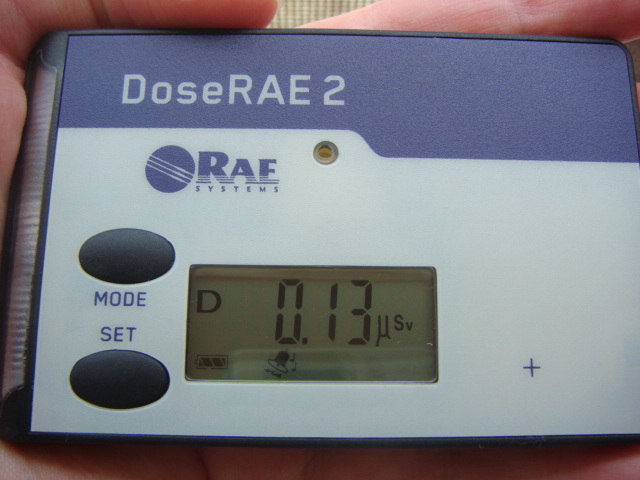 DoseRAE 2
RAE
SYSTEMS
MODE
SET
D 0.13 μSv
+